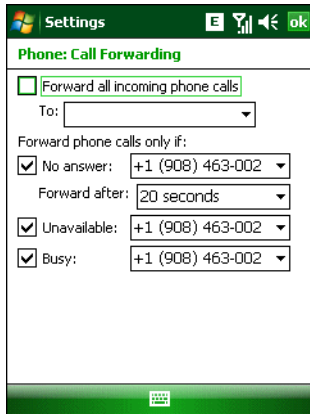 Settings E ok
Phone: Call Forwarding
Forward all incoming phone calls
To:
Forward phone calls only if:
No answer: +1 (908) 463-002
Forward after: 20 seconds
Unavailable: +1 (908) 463-002
Busy: +1 (908) 463-002